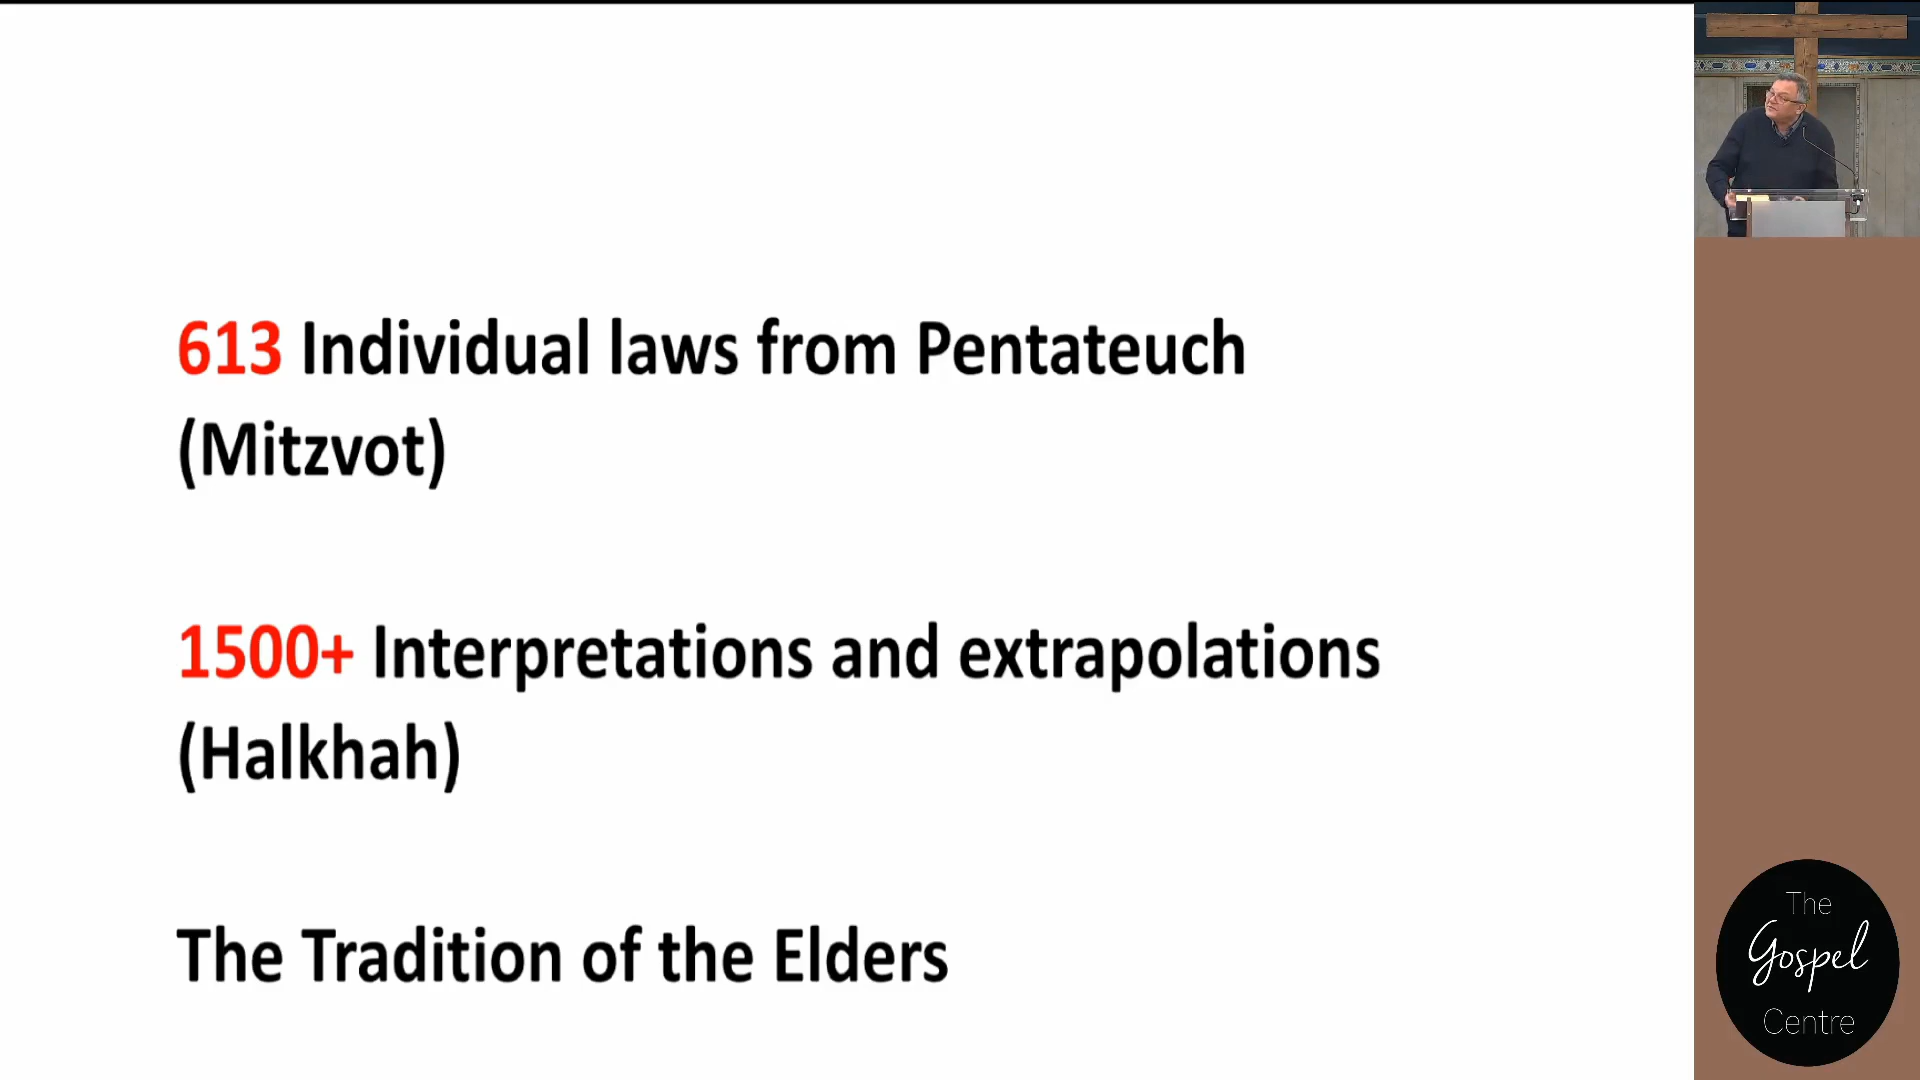 613 Individual laws from Pentateuch
(Mitzvot)
1500+ Interpretations and extrapolations
(Halkhah)
The Tradition of the Elders
The
Gospel
Centre